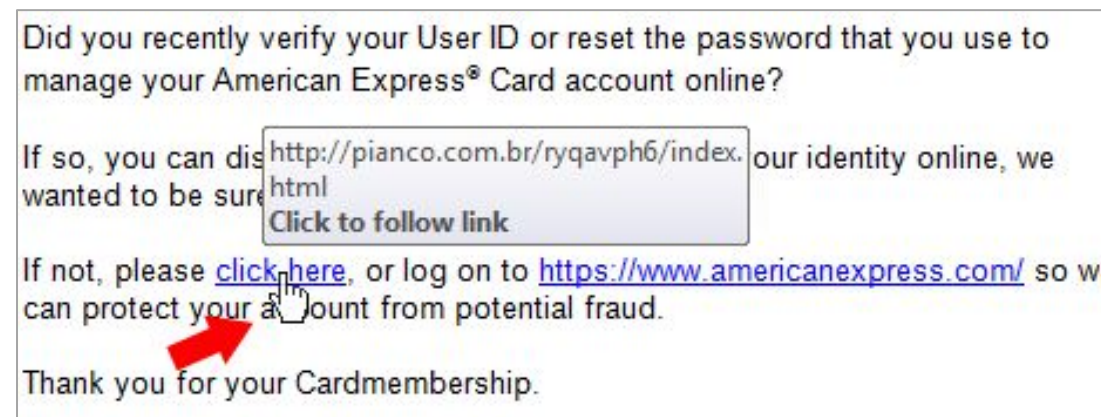 Did you recently verify your User ID or reset the password that you use to
manage your American Express® Card account online?
If so, you can dis
http://pianco.com.br/ryqavph6/index.
html
Click to follow link
our identity online, we
wanted to be sure
If not, please click here, or log on to https://www.americanexpress.com/ so w
can protect your account from potential fraud.
Thank you for your Cardmembership.